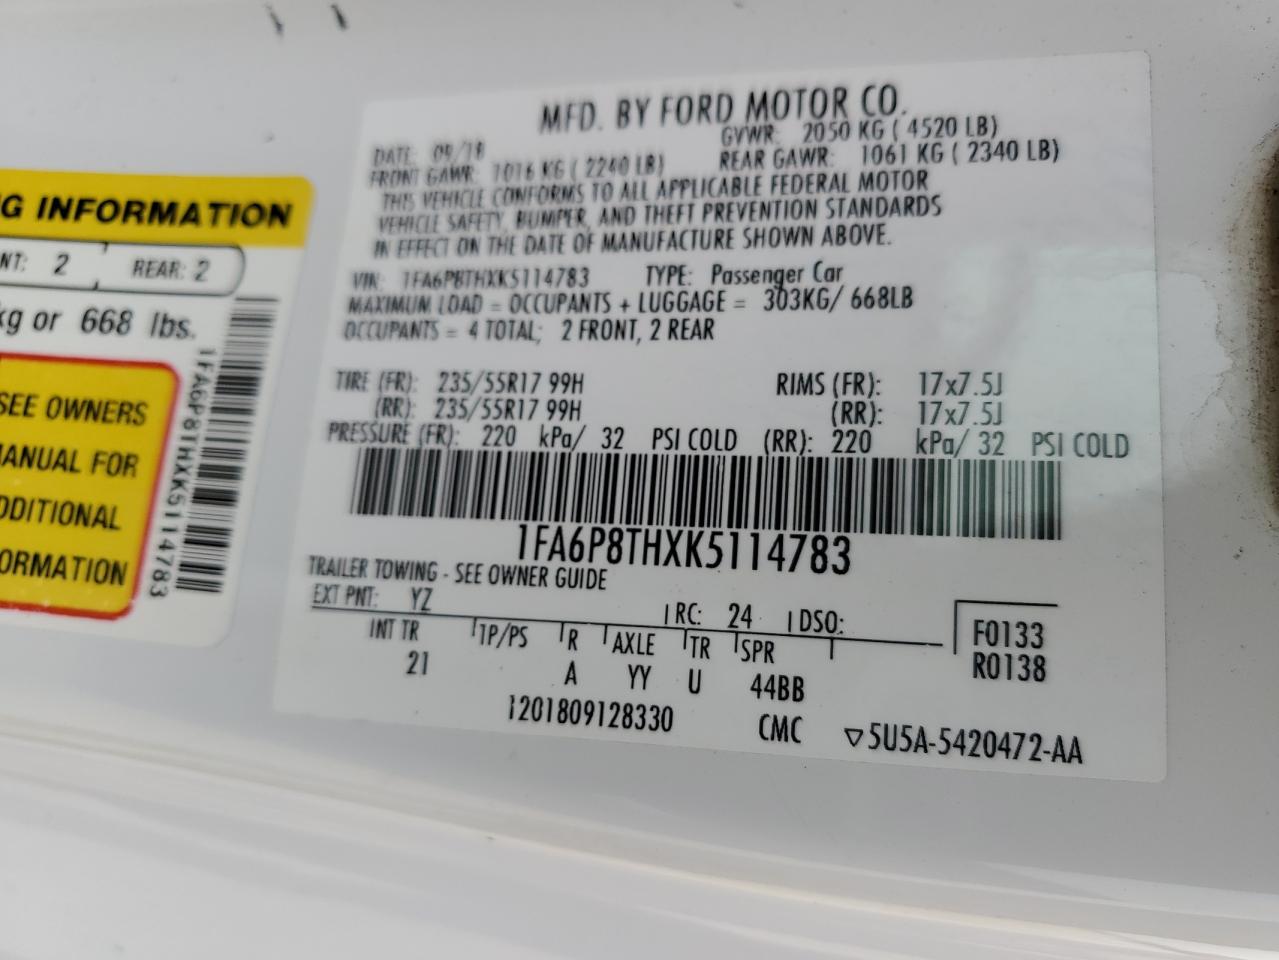 MFD. BY FORD MOTOR CO.
DATE: 09/18 GVWR: 2050 KG ( 4520 LB)
FRONT GAWR: 1016 KG ( 2240 LB) REAR GAWR: 1061 KG ( 2340 LB)
THIS VEHICLE CONFORMS TO ALL APPLICABLE FEDERAL MOTOR
VEHICLE SAFETY, BUMPER, AND THEFT PREVENTION STANDARDS
IN EFFECT ON THE DATE OF MANUFACTURE SHOWN ABOVE.
VIN: 1FA6P8THXK5114783 TYPE: Passenger Car
MAXIMUM LOAD = OCCUPANTS + LUGGAGE = 303KG/ 668LB
OCCUPANTS = 4 TOTAL; 2 FRONT, 2 REAR
TIRE (FR): 235/55R17 99H RIMS (FR): 17x7.5J
(RR): 235/55R17 99H (RR): 17x7.5J
PRESSURE (FR): 220 kPa/ 32 PSI COLD (RR): 220 kPa/ 32 PSI COLD
1FA6P8THXK5114783
TRAILER TOWING - SEE OWNER GUIDE
EXT PNT: YZ RC: 24 DSO: F0133
INT TR TP/PS R AXLE TR SPR R0138
21 A YY U 44BB
1201809128330 CMC ▽5U5A-5420472-AA
G INFORMATION
NT: 2 REAR: 2
kg or 668 lbs.
SEE OWNERS
MANUAL FOR
DDITIONAL
ORMATION
1FA6P8THXK5114783